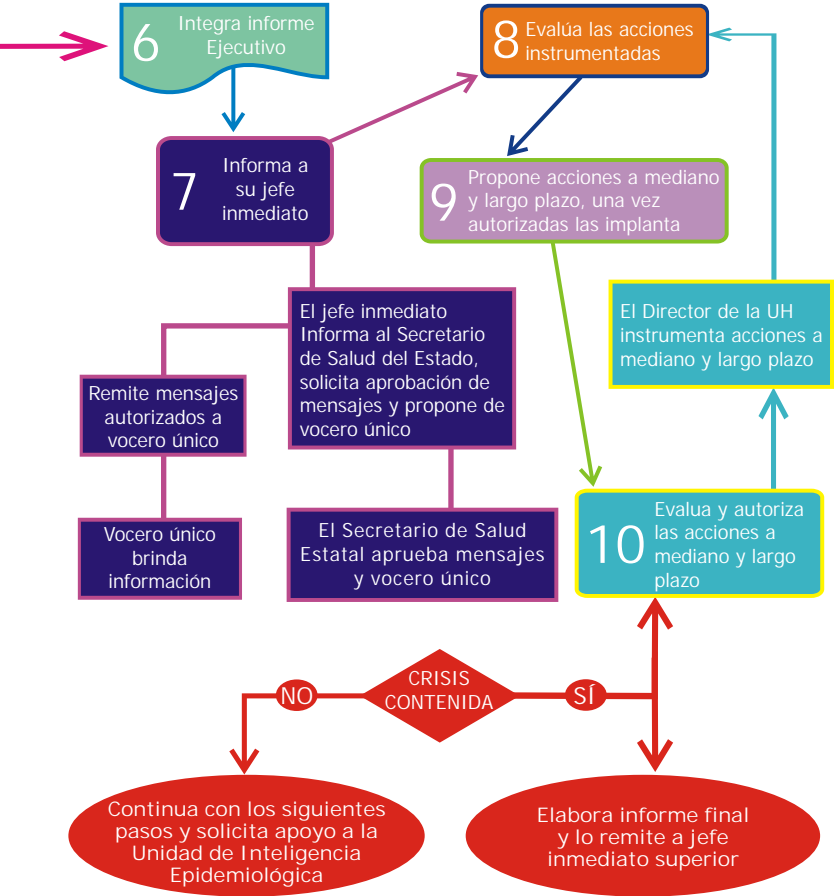 6
Integra informe
Ejecutivo
8
Evalúa las acciones
instrumentadas
7
Informa a
su jefe
inmediato
9
Propone acciones a mediano
y largo plazo, una vez
autorizadas las implanta
El jefe inmediato
Informa al Secretario
de Salud del Estado,
solicita aprobación de
mensajes y propone de
vocero único
El Director de la UH
instrumenta acciones a
mediano y largo plazo
Remite mensajes
autorizados a
vocero único
Vocero único
brinda
información
El Secretario de Salud
Estatal aprueba mensajes
y vocero único
10
Evalua y autoriza
las acciones a
mediano y largo
plazo
CRISIS
CONTENIDA
NO
SÍ
Continua con los siguientes
pasos y solicita apoyo a la
Unidad de Inteligencia
Epidemiológica
Elabora informe final
y lo remite a jefe
inmediato superior